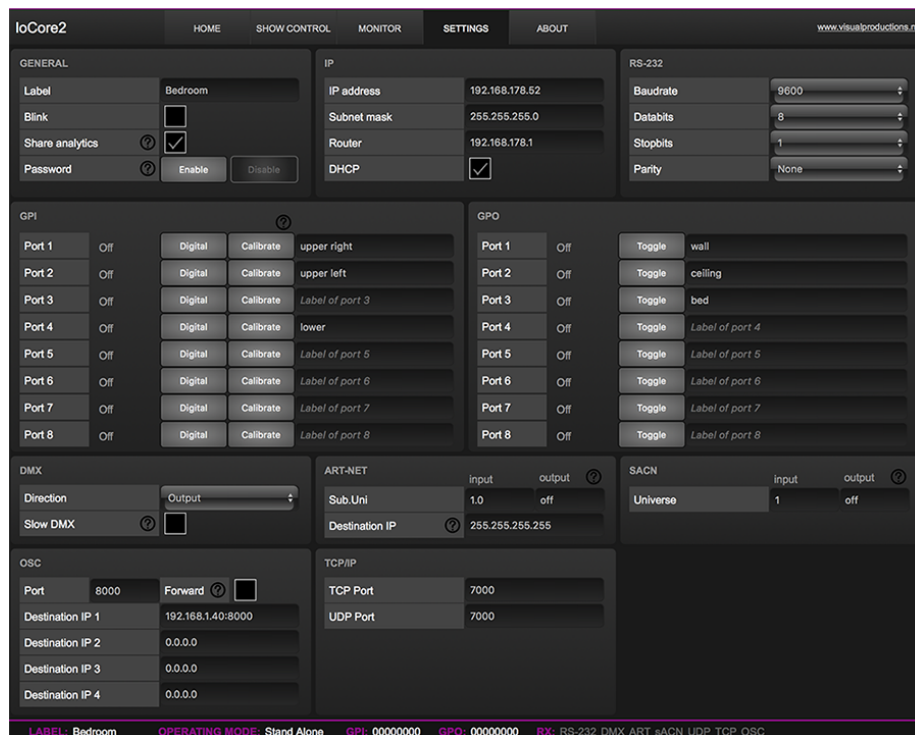 IoCore2 HOME SHOW CONTROL MONITOR SETTINGS ABOUT www.visualproductions.n
GENERAL
Label Bedroom
Blink
Share analytics ?
Password ? Enable Disable
IP
IP address 192.168.178.52
Subnet mask 255.255.255.0
Router 192.168.178.1
DHCP
RS-232
Baudrate 9600
Databits 8
Stopbits 1
Parity None
GPI ?
Port 1 Off Digital Calibrate upper right
Port 2 Off Digital Calibrate upper left
Port 3 Off Digital Calibrate Label of port 3
Port 4 Off Digital Calibrate lower
Port 5 Off Digital Calibrate Label of port 5
Port 6 Off Digital Calibrate Label of port 6
Port 7 Off Digital Calibrate Label of port 7
Port 8 Off Digital Calibrate Label of port 8
GPO
Port 1 Off Toggle wall
Port 2 Off Toggle ceiling
Port 3 Off Toggle bed
Port 4 Off Toggle Label of port 4
Port 5 Off Toggle Label of port 5
Port 6 Off Toggle Label of port 6
Port 7 Off Toggle Label of port 7
Port 8 Off Toggle Label of port 8
DMX
Direction Output
Slow DMX ?
ART-NET input output ?
Sub.Uni 1.0 off
Destination IP ? 255.255.255.255
SACN input output ?
Universe 1 off
OSC
Port 8000 Forward ?
Destination IP 1 192.168.1.40:8000
Destination IP 2 0.0.0.0
Destination IP 3 0.0.0.0
Destination IP 4 0.0.0.0
TCP/IP
TCP Port 7000
UDP Port 7000
LABEL: Bedroom OPERATING MODE: Stand Alone GPI: 00000000 GPO: 00000000 RX: RS-232 DMX ART sACN UDP TCP OSC